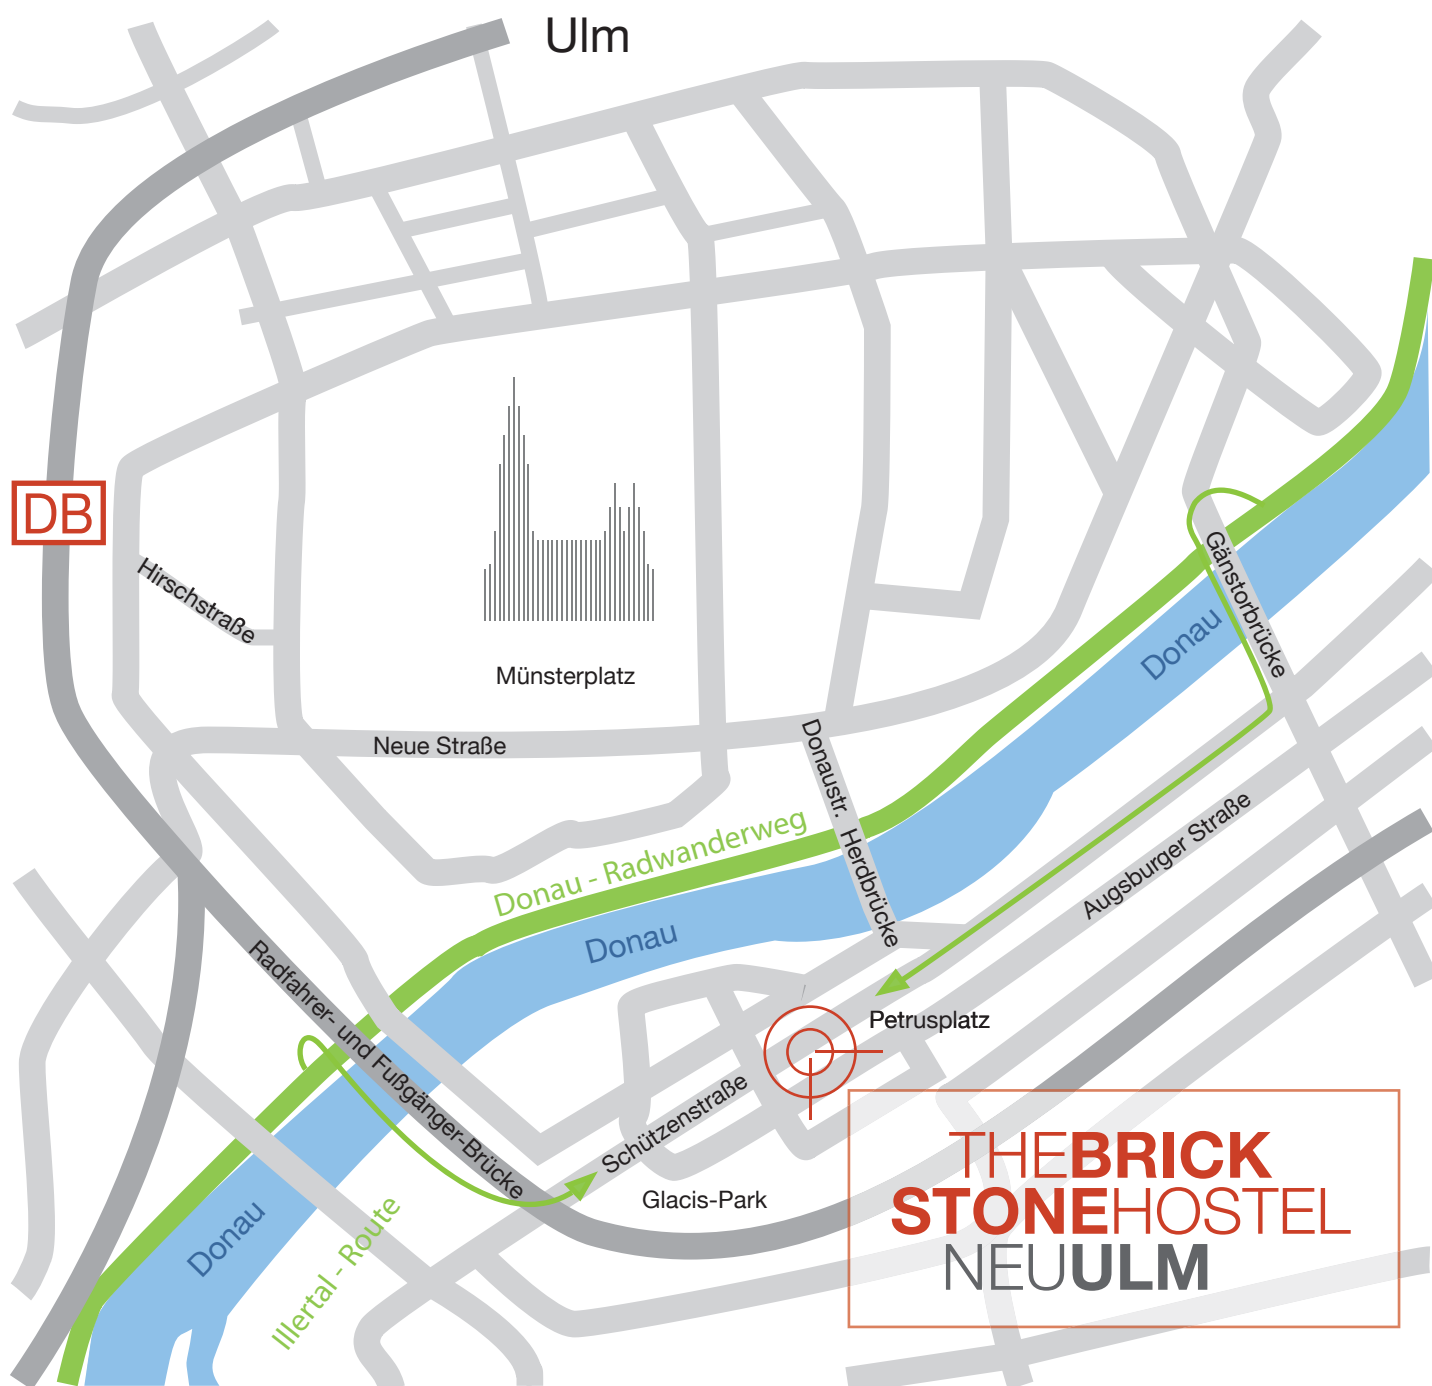 Ulm
DB
Hirschstraße
Gänstorbrücke
Donau
Münsterplatz
Neue Straße
Donaustr.
Herdbrücke
Augsburger Straße
Donau - Radwanderweg
Donau
Radfahrer- und Fußgänger-Brücke
Petrusplatz
Schützenstraße
Glacis-Park
Donau
Illertal - Route
THEBRICK
STONEHOSTEL
NEUULM